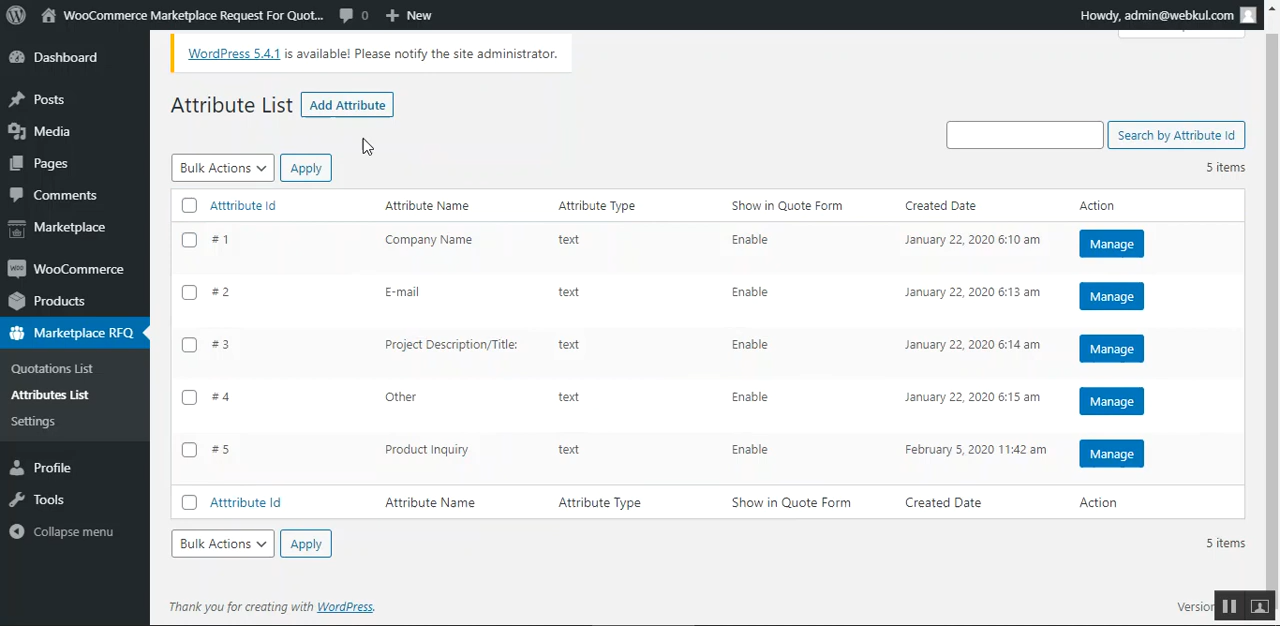 WooCommerce Marketplace Request For Quot... 0 New Howdy, admin@webkul.com
WordPress 5.4.1 is available! Please notify the site administrator.
Dashboard
Posts
Media
Pages
Comments
Marketplace
WooCommerce
Products
Marketplace RFQ
Quotations List
Attributes List
Settings
Profile
Tools
Collapse menu
Attribute List Add Attribute
Search by Attribute Id
Bulk Actions Apply 5 items
Atttribute Id Attribute Name Attribute Type Show in Quote Form Created Date Action
# 1 Company Name text Enable January 22, 2020 6:10 am Manage
# 2 E-mail text Enable January 22, 2020 6:13 am Manage
# 3 Project Description/Title: text Enable January 22, 2020 6:14 am Manage
# 4 Other text Enable January 22, 2020 6:15 am Manage
# 5 Product Inquiry text Enable February 5, 2020 11:42 am Manage
Atttribute Id Attribute Name Attribute Type Show in Quote Form Created Date Action
Bulk Actions Apply 5 items
Thank you for creating with WordPress.